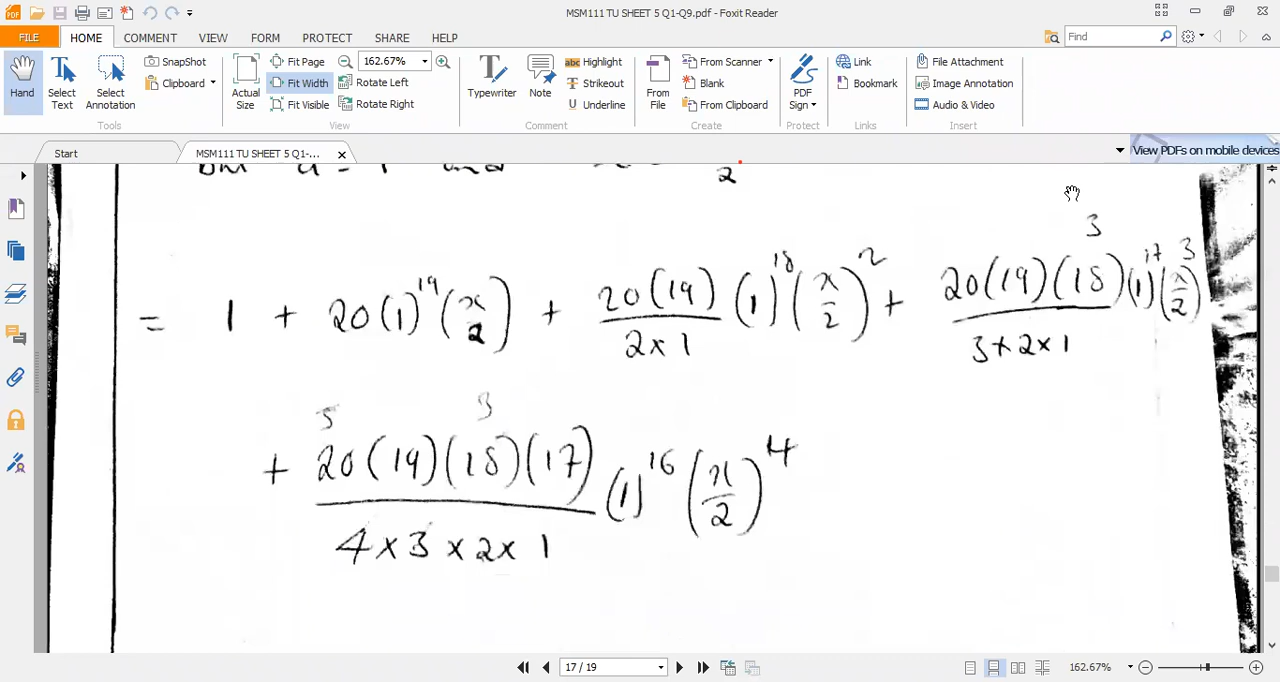 MSM111 TU SHEET 5 Q1-Q9.pdf - Foxit Reader
FILE HOME COMMENT VIEW FORM PROTECT SHARE HELP
Find
Hand
Select Text
Select Annotation
SnapShot
Clipboard
Tools
Actual Size
Fit Page
Fit Width
Fit Visible
162.67%
Rotate Left
Rotate Right
View
Typewriter
Note
Highlight
Strikeout
Underline
Comment
From File
From Scanner
Blank
From Clipboard
Create
PDF Sign
Protect
Link
Bookmark
Links
File Attachment
Image Annotation
Audio & Video
Insert
Start
MSM111 TU SHEET 5 Q1-...
View PDFs on mobile devices
2
= 1 + 20(1)^19 (x/2) + 20(19)/(2×1) (1)^18 (x/2)^2 + 20(19)(18)/(3×2×1) (1)^17 (x/2)^3
+ 20(19)(18)(17)/(4×3×2×1) (1)^16 (x/2)^4
17 / 19
162.67%